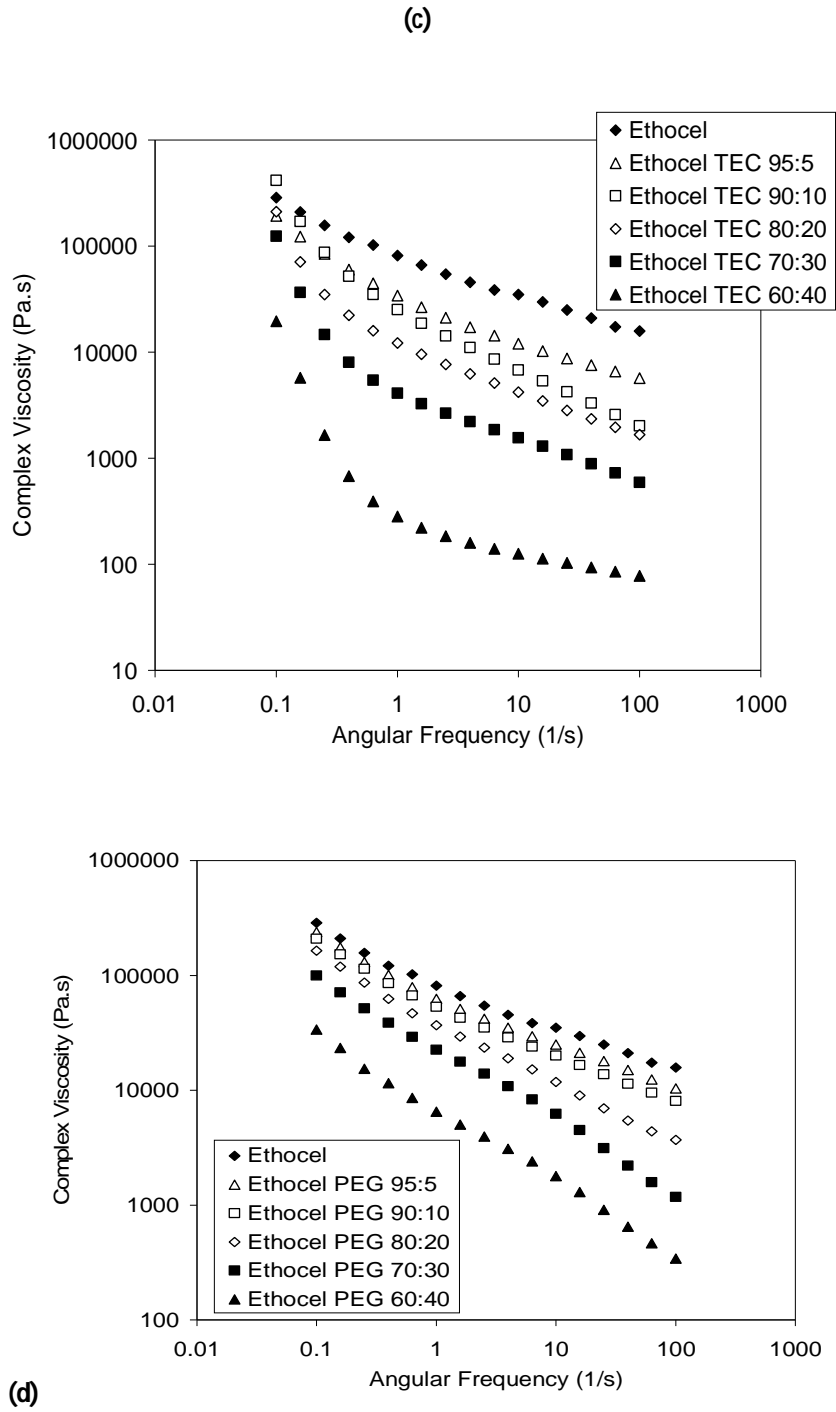 (c)
Ethocel
Ethocel TEC 95:5
Ethocel TEC 90:10
Ethocel TEC 80:20
Ethocel TEC 70:30
Ethocel TEC 60:40
1000000
100000
10000
1000
100
10
Complex Viscosity (Pa.s)
0.01 0.1 1 10 100 1000
Angular Frequency (1/s)
1000000
100000
10000
1000
100
Complex Viscosity (Pa.s)
Ethocel
Ethocel PEG 95:5
Ethocel PEG 90:10
Ethocel PEG 80:20
Ethocel PEG 70:30
Ethocel PEG 60:40
0.01 0.1 1 10 100 1000
Angular Frequency (1/s)
(d)